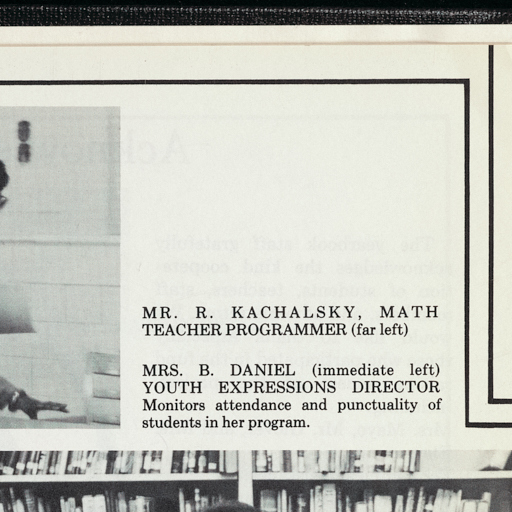 MR. R. KACHALSKY, MATH
TEACHER PROGRAMMER (far left)
MRS. B. DANIEL (immediate left)
YOUTH EXPRESSIONS DIRECTOR
Monitors attendance and punctuality of
students in her program.